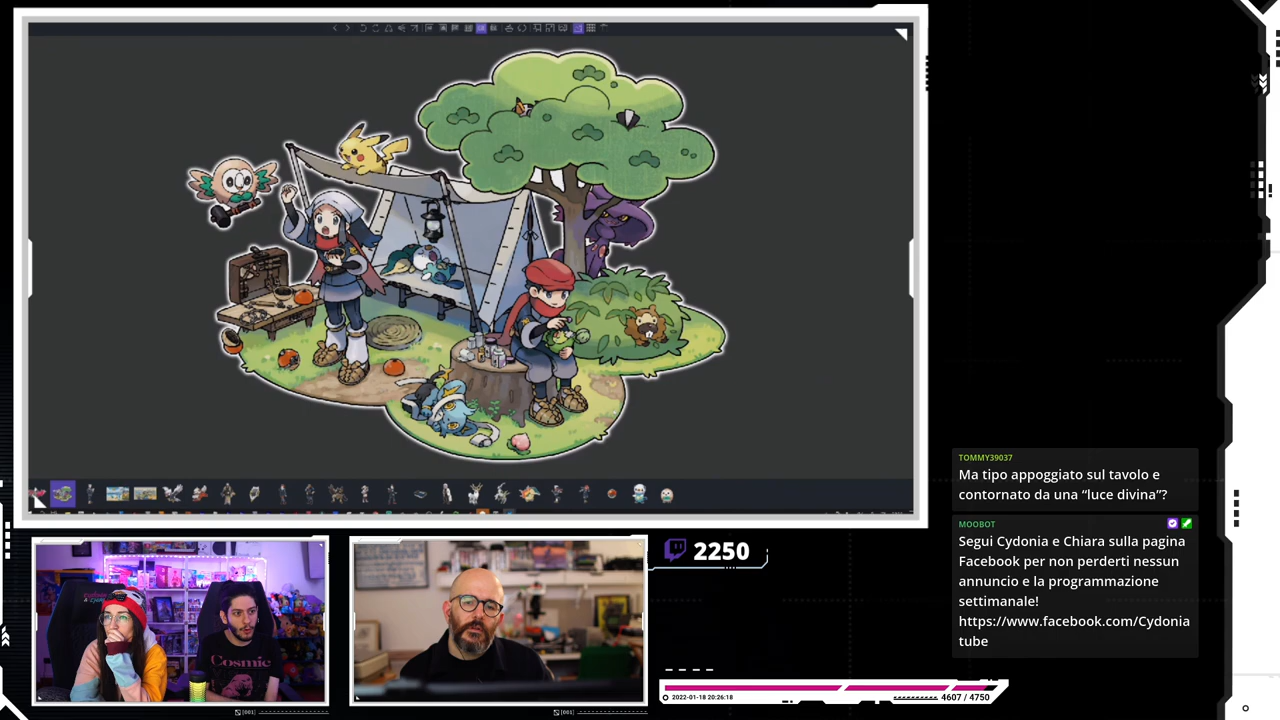 TOMMY39037
Ma tipo appoggiato sul tavolo e
contornato da una “luce divina”?
MOOBOT
Segui Cydonia e Chiara sulla pagina
Facebook per non perderti nessun
annuncio e la programmazione
settimanale!
https://www.facebook.com/Cydonia
tube
2250
Cosmic
2022-01-18 20:26:18
4607 / 4750
[001]
[001]